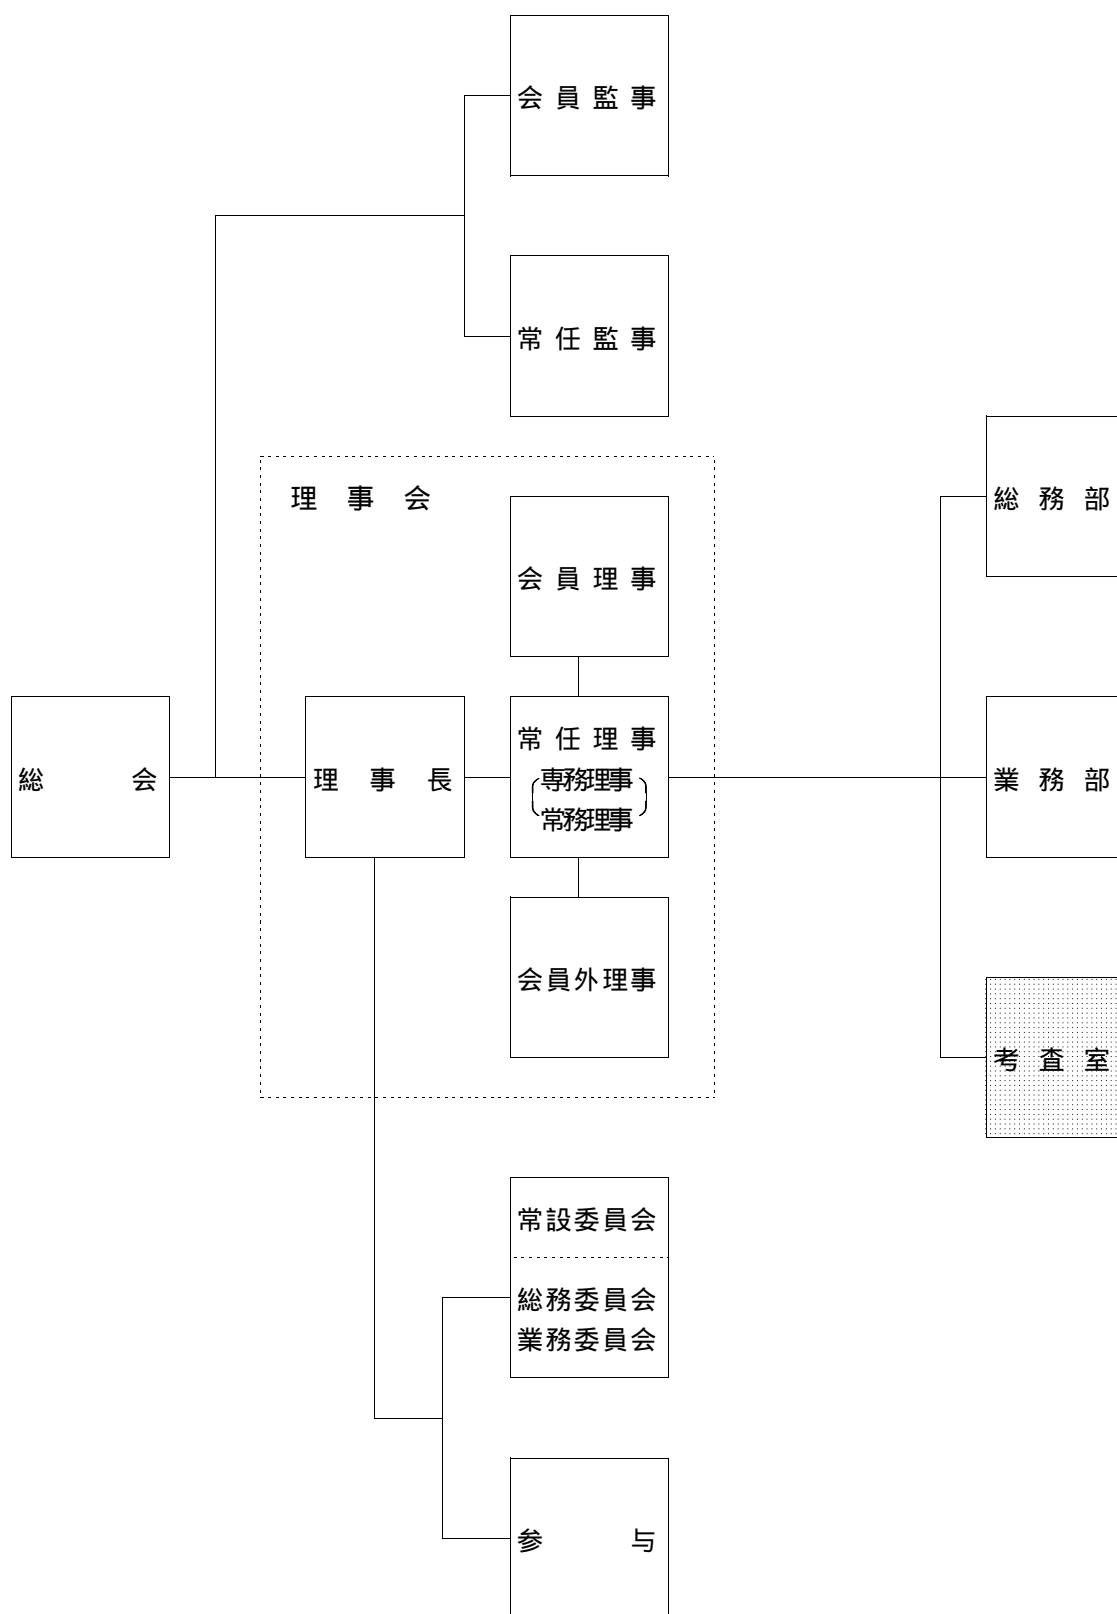 会員監事
常任監事
理事会
会員理事
総務部
総会
理事長
常任理事
専務理事
常務理事
業務部
会員外理事
考査室
常設委員会
総務委員会
業務委員会
参与